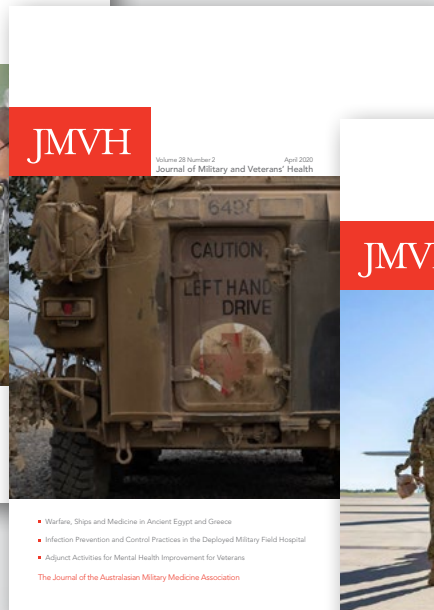 JMVH
Volume 28 Number 2 April 2020
Journal of Military and Veterans' Health
6498
CAUTION
LEFT HAND
DRIVE
Warfare, Ships and Medicine in Ancient Egypt and Greece
Infection Prevention and Control Practices in the Deployed Military Field Hospital
Adjunct Activities for Mental Health Improvement for Veterans
The Journal of the Australasian Military Medicine Association
JMV